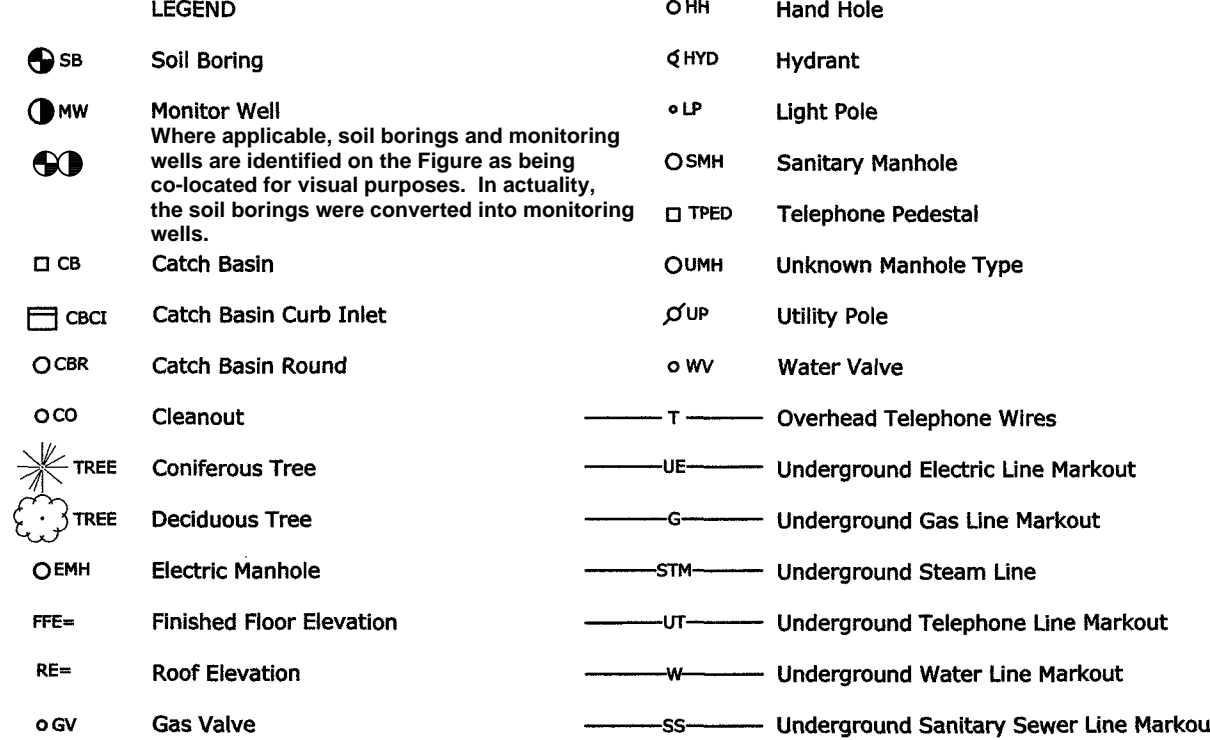 LEGEND
SB Soil Boring
MW Monitor Well
Where applicable, soil borings and monitoring
wells are identified on the Figure as being
co-located for visual purposes. In actuality,
the soil borings were converted into monitoring
wells.
CB Catch Basin
CBCI Catch Basin Curb Inlet
CBR Catch Basin Round
CO Cleanout
TREE Coniferous Tree
TREE Deciduous Tree
EMH Electric Manhole
FFE= Finished Floor Elevation
RE= Roof Elevation
GV Gas Valve
HH Hand Hole
HYD Hydrant
LP Light Pole
SMH Sanitary Manhole
TPED Telephone Pedestal
UMH Unknown Manhole Type
UP Utility Pole
WV Water Valve
T Overhead Telephone Wires
UE Underground Electric Line Markout
G Underground Gas Line Markout
STM Underground Steam Line
UT Underground Telephone Line Markout
W Underground Water Line Markout
SS Underground Sanitary Sewer Line Markou